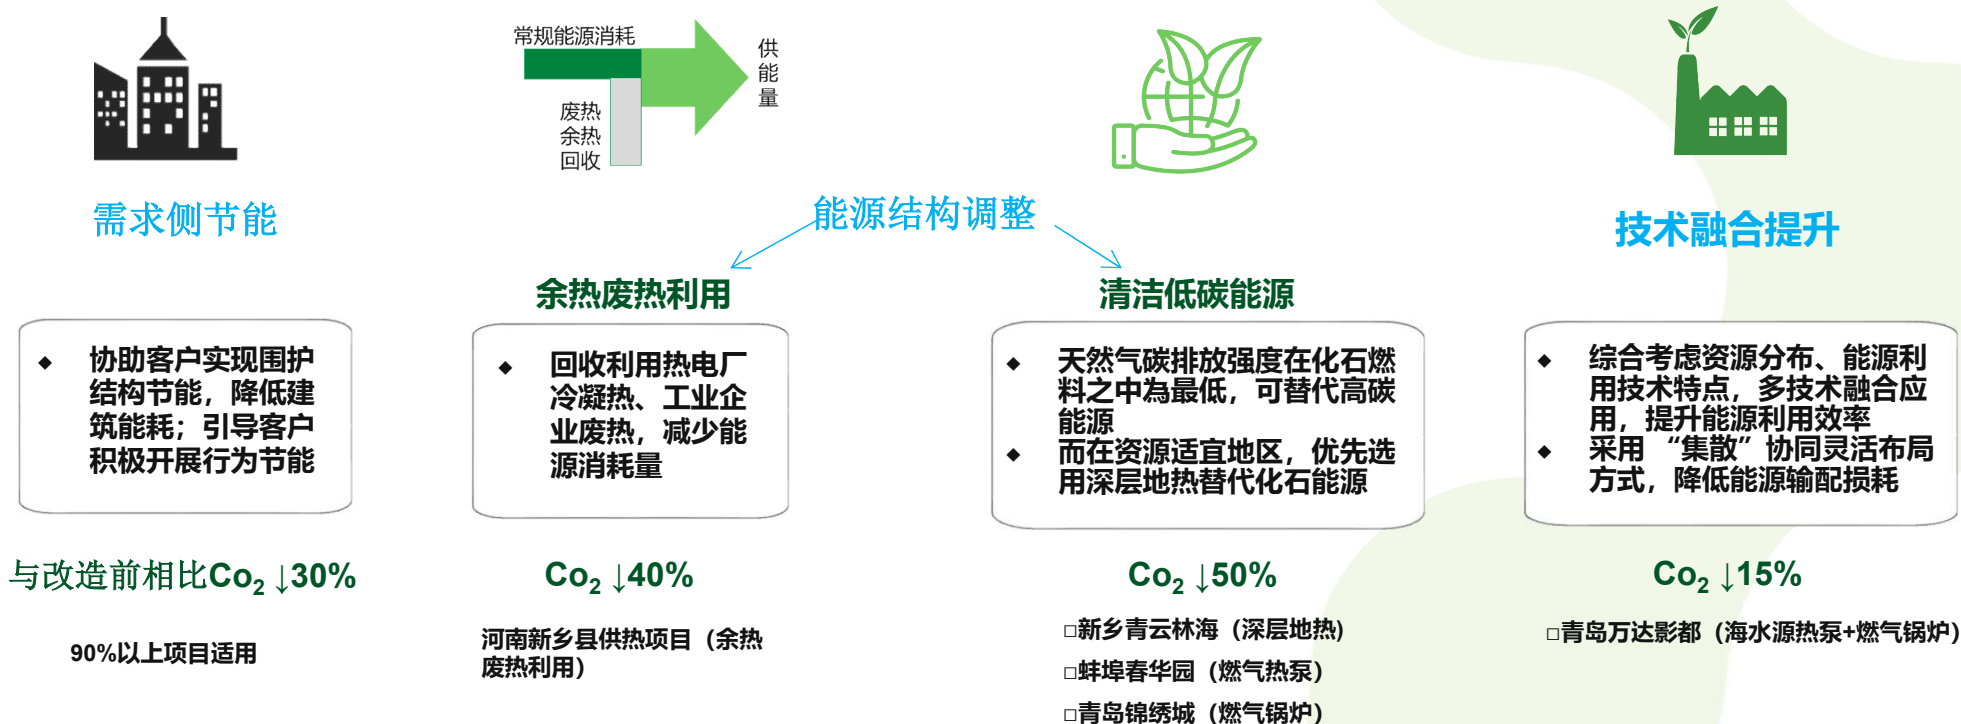 常规能源消耗
废热
余热
回收
供
能
量
需求侧节能
能源结构调整
技术融合提升
余热废热利用
清洁低碳能源
◆ 协助客户实现围护
结构节能，降低建
筑能耗；引导客户
积极开展行为节能
◆ 回收利用热电厂
冷凝热、工业企
业废热，减少能
源消耗量
◆ 天然气碳排放强度在化石燃
料之中為最低，可替代高碳
能源
◆ 而在资源适宜地区，优先选
用深层地热替代化石能源
◆ 综合考虑资源分布、能源利
用技术特点，多技术融合应
用，提升能源利用效率
◆ 采用 “集散”协同灵活布局
方式，降低能源输配损耗
与改造前相比Co₂ ↓30%
Co₂ ↓40%
Co₂ ↓50%
Co₂ ↓15%
90%以上项目适用
河南新乡县供热项目（余热
废热利用）
□新乡青云林海（深层地热)
□蚌埠春华园（燃气热泵）
□青岛锦绣城（燃气锅炉）
□青岛万达影都（海水源热泵+燃气锅炉）